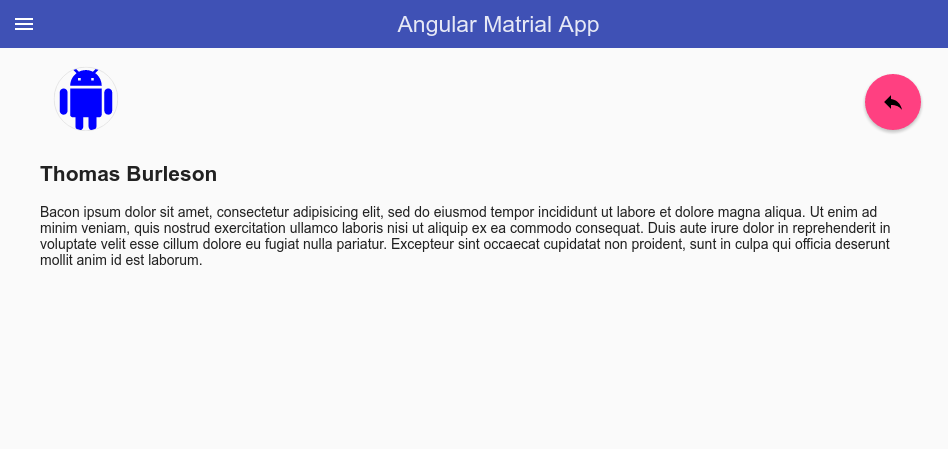 Angular Matrial App
Thomas Burleson
Bacon ipsum dolor sit amet, consectetur adipisicing elit, sed do eiusmod tempor incididunt ut labore et dolore magna aliqua. Ut enim ad
minim veniam, quis nostrud exercitation ullamco laboris nisi ut aliquip ex ea commodo consequat. Duis aute irure dolor in reprehenderit in
voluptate velit esse cillum dolore eu fugiat nulla pariatur. Excepteur sint occaecat cupidatat non proident, sunt in culpa qui officia deserunt
mollit anim id est laborum.